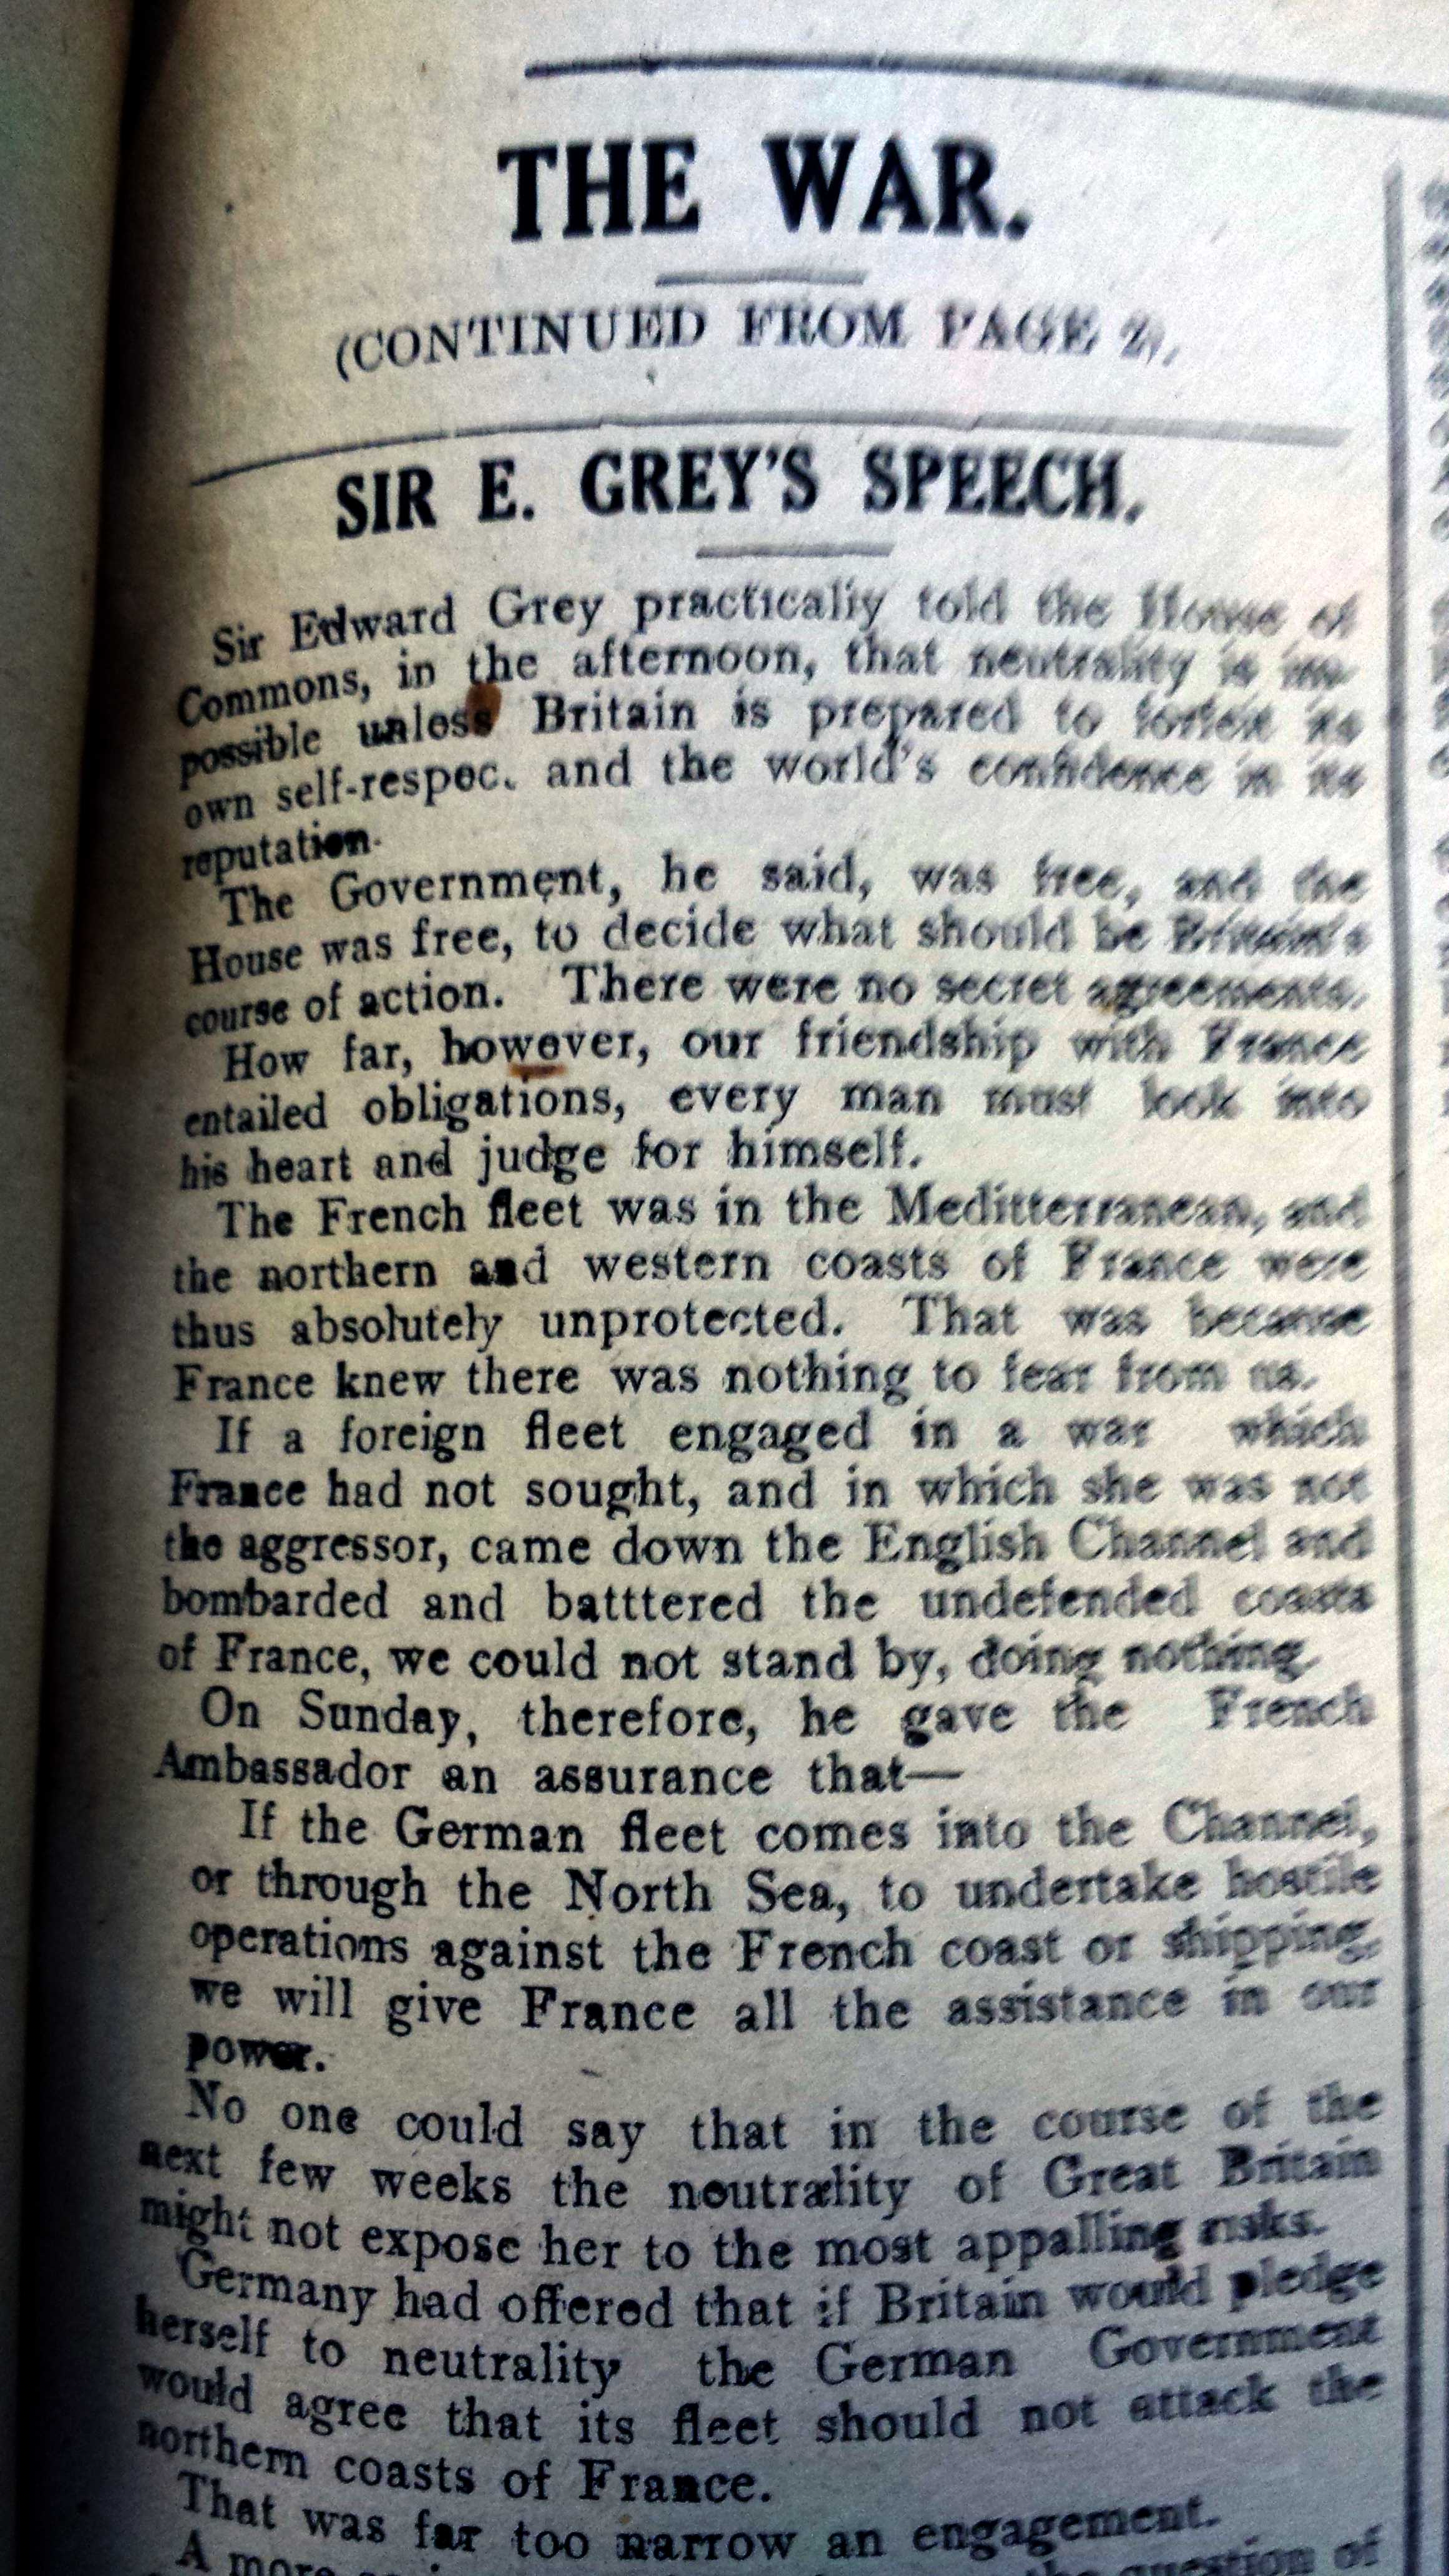 THE WAR.
(CONTINUED FROM PAGE 2).
SIR E. GREY'S SPEECH.
Sir Edward Grey practically told the House of
Commons, in the afternoon, that neutrality is im-
possible unless Britain is prepared to forfeit its
own self-respec. and the world's confidence in its
reputation.
The Government, he said, was free, and the
House was free, to decide what should be Britain's
course of action. There were no secret agreements.
How far, however, our friendship with France
entailed obligations, every man must look into
his heart and judge for himself.
The French fleet was in the Meditterranean, and
the northern and western coasts of France were
thus absolutely unprotected. That was because
France knew there was nothing to fear from us.
If a foreign fleet engaged in a war which
France had not sought, and in which she was not
the aggressor, came down the English Channel and
bombarded and batttered the undefended coasts
of France, we could not stand by, doing nothing.
On Sunday, therefore, he gave the French
Ambassador an assurance that—
If the German fleet comes into the Channel,
or through the North Sea, to undertake hostile
operations against the French coast or shipping,
we will give France all the assistance in our
power.
No one could say that in the course of the
next few weeks the neutrality of Great Britain
might not expose her to the most appalling risks.
Germany had offered that if Britain would pledge
herself to neutrality the German Government
would agree that its fleet should not attack the
northern coasts of France.
That was far too narrow an engagement.
A more the question of